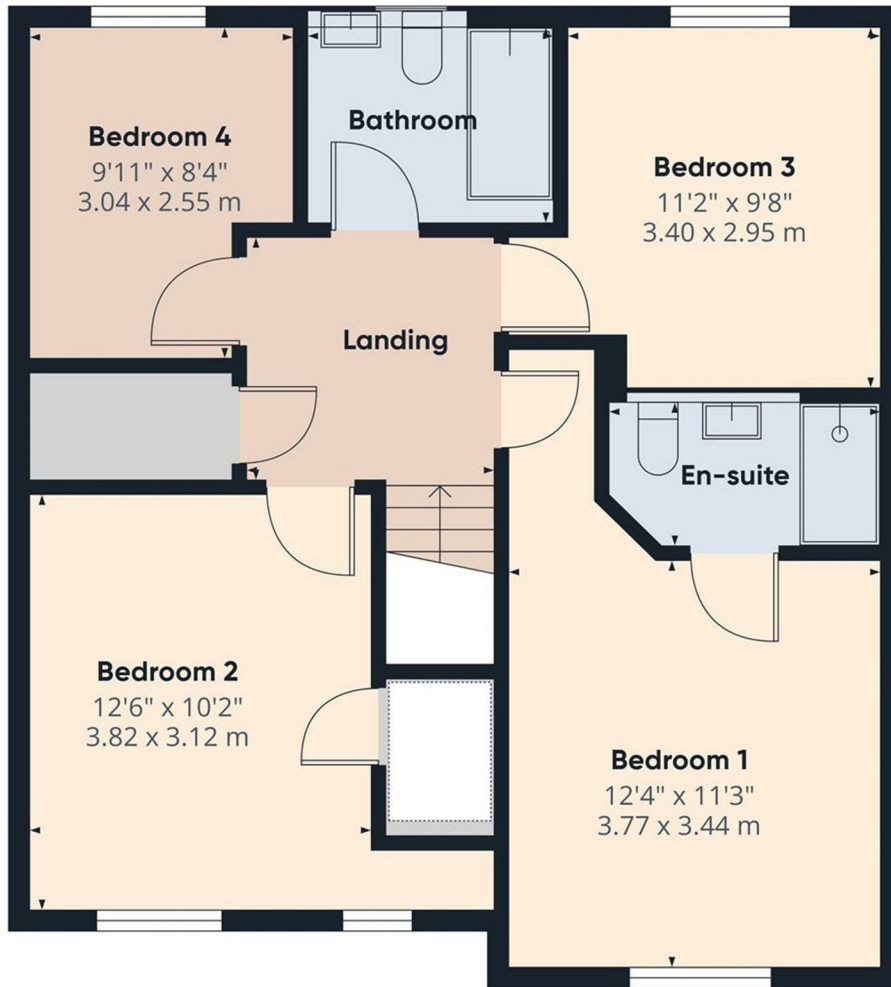 Bedroom 4
9'11" x 8'4"
3.04 x 2.55 m
Bathroom
Bedroom 3
11'2" x 9'8"
3.40 x 2.95 m
Landing
En-suite
Bedroom 2
12'6" x 10'2"
3.82 x 3.12 m
Bedroom 1
12'4" x 11'3"
3.77 x 3.44 m